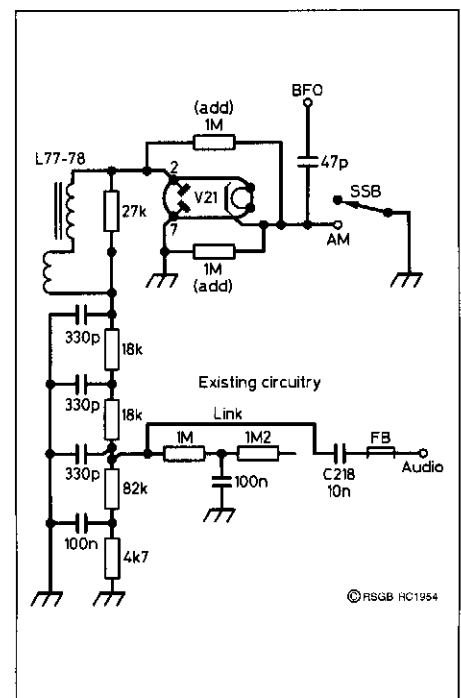 BFO
(add)
1M
L77-78
2
47p
SSB
V21
27k
7
AM
1M
(add)
330p
18k
330p
Existing circuitry
18k
Link
1M
1M2
FB
330p
Audio
C218
10n
82k
100n
100n
4k7
©RSGB RC1954